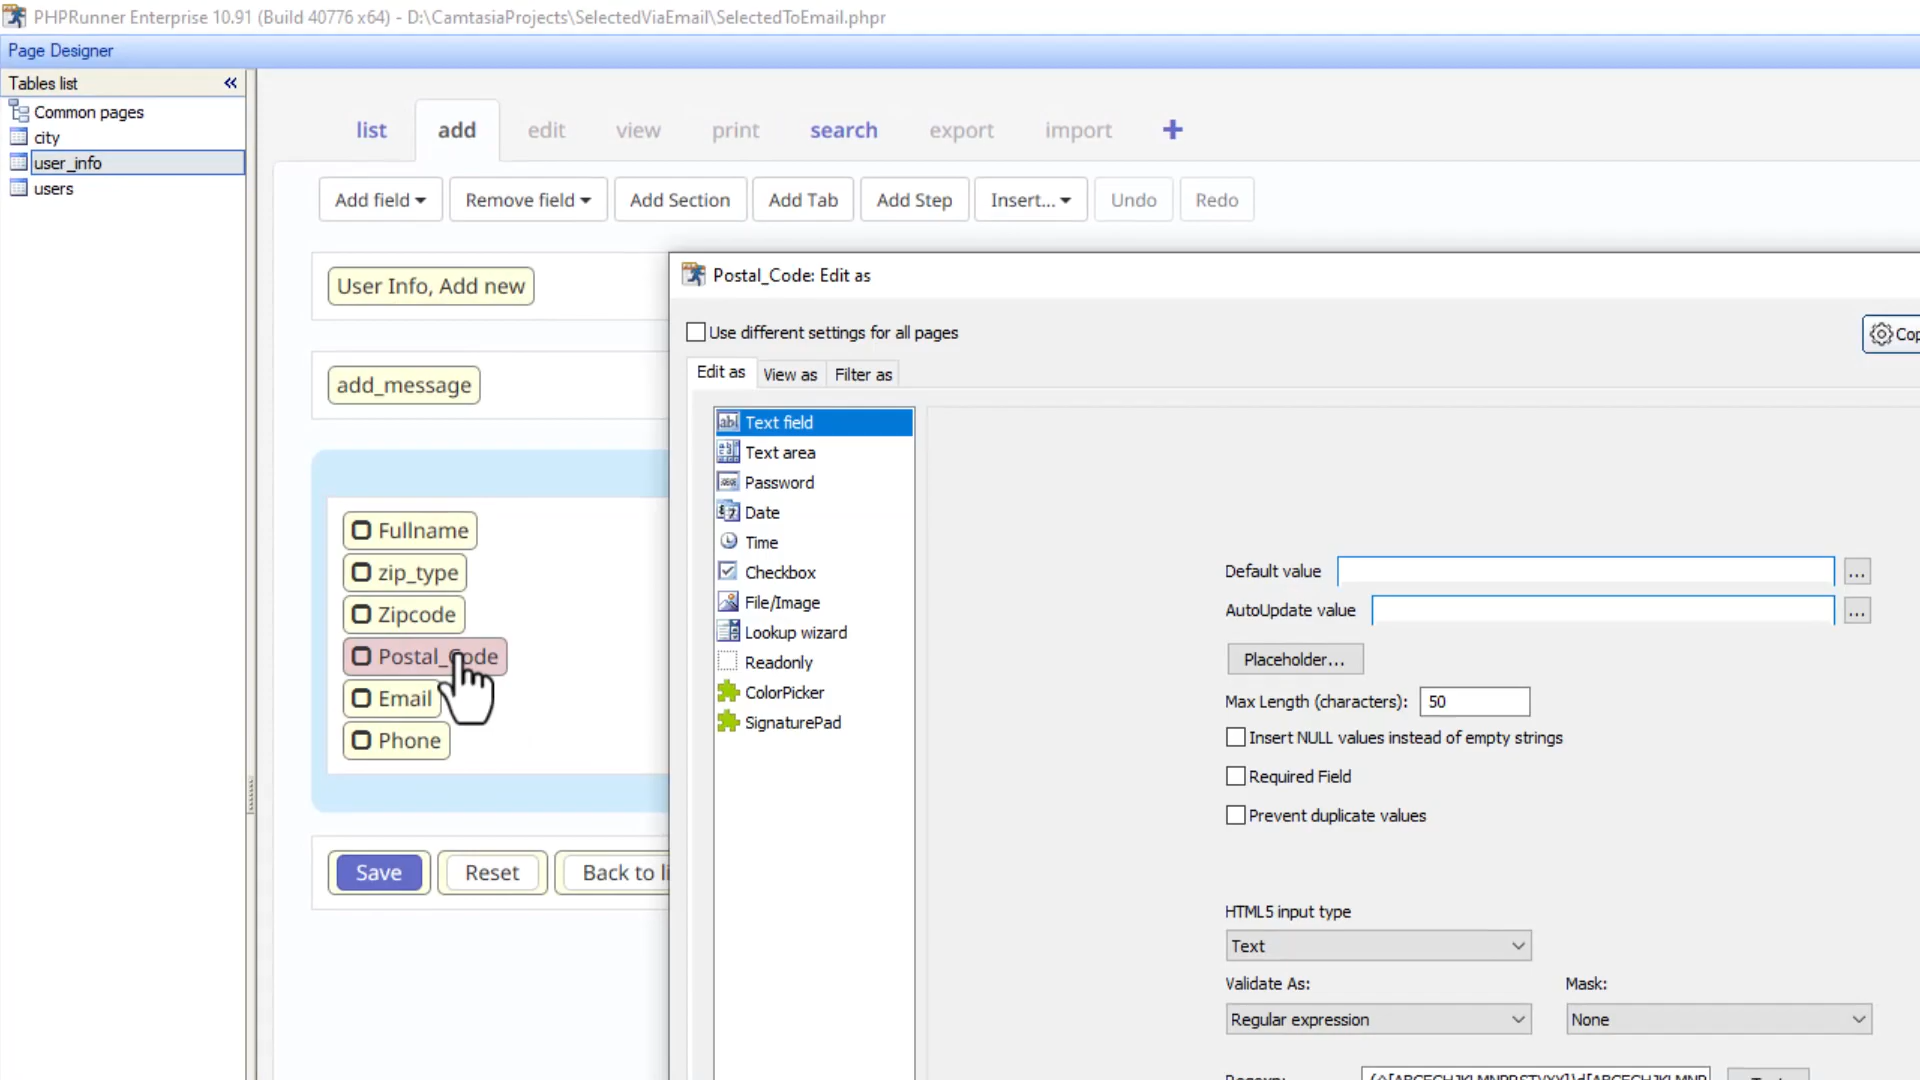 PHPRunner Enterprise 10.91 (Build 40776 x64) - D:\CamtasiaProjects\SelectedViaEmail\SelectedToEmail.phpr
Page Designer
Tables list
Common pages
city
user_info
users
list add edit view print search export import
Add field Remove field Add Section Add Tab Add Step Insert... Undo Redo
User Info, Add new
add_message
Fullname
zip_type
Zipcode
Postal_Code
Email
Phone
Save Reset Back to li
Postal_Code: Edit as
Use different settings for all pages
Cop
Edit as View as Filter as
Text field
Text area
Password
Date
Time
Checkbox
File/Image
Lookup wizard
Readonly
ColorPicker
SignaturePad
Default value ...
AutoUpdate value ...
Placeholder...
Max Length (characters): 50
Insert NULL values instead of empty strings
Required Field
Prevent duplicate values
HTML5 input type
Text
Validate As: Mask:
Regular expression None